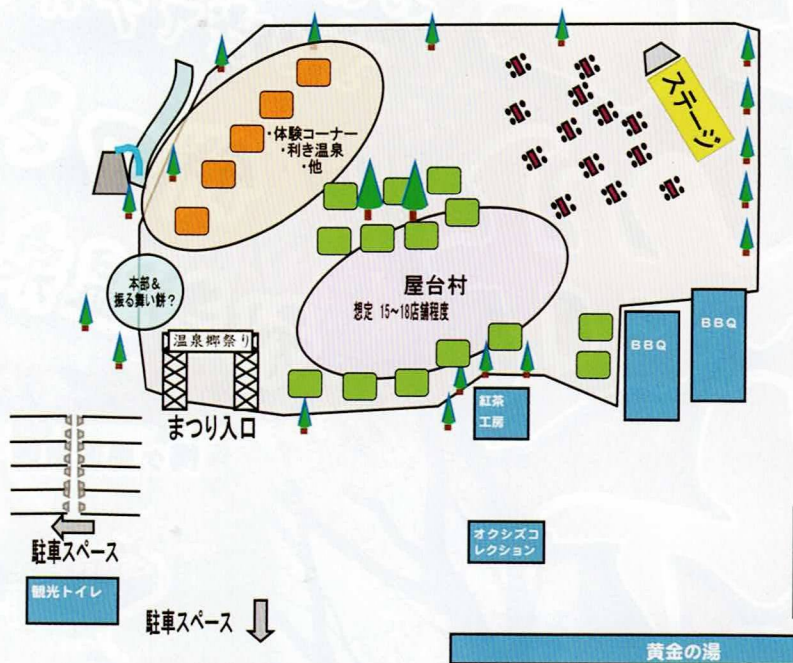 ・体験コーナー
・利き温泉
・他
ステージ
本部&
振る舞い餅？
屋台村
想定 15～18店舗程度
温泉郷祭り
まつり入口
BBQ
BBQ
紅茶
工房
駐車スペース
オクシズコ
レクション
観光トイレ
駐車スペース
黄金の湯